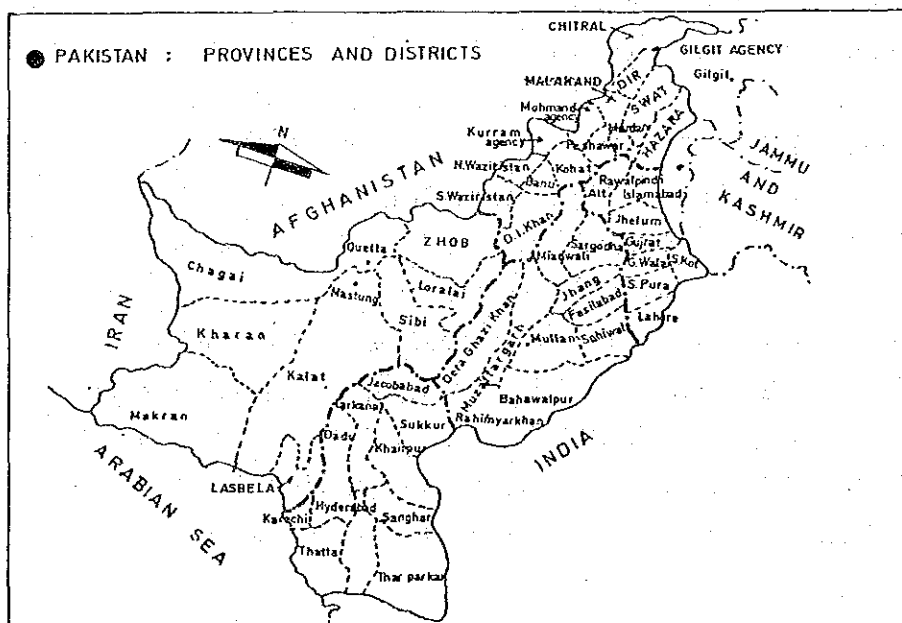 PAKISTAN : PROVINCES AND DISTRICTS
N
CHITRAL
GILGIT AGENCY
Gilgit
DIR
MALAKAND
SWAT
Mohmand
agency
Mardan
HAZARA
Kurram
agency
Peshawar
JAMMU
AND
KASHMIR
N.Waziristan
Kohat
Banu
Att.
Rawalpindi
Islamabad
S.Waziristan
AFGHANISTAN
D.I.Khan
Jhelum
ZHOB
Quetta
Mianwali
Sargodha
Gujrat
G.Wala
S.Kot
Chagai
Mastung
Loralai
Jhang
S.Pura
Fasilabad
Sibi
Lahore
IRAN
Kharan
Dera Ghazi Khan
Muzaffargarh
Multan
Sahiwal
Kalat
Jacobabad
Bahawalpur
Larkana
Rahimyarkhan
Makran
Sukkur
Dadu
Khairpur
INDIA
ARABIAN SEA
LASBELA
Karachi
Hyderabad
Sanghar
Thatta
Thar parkar